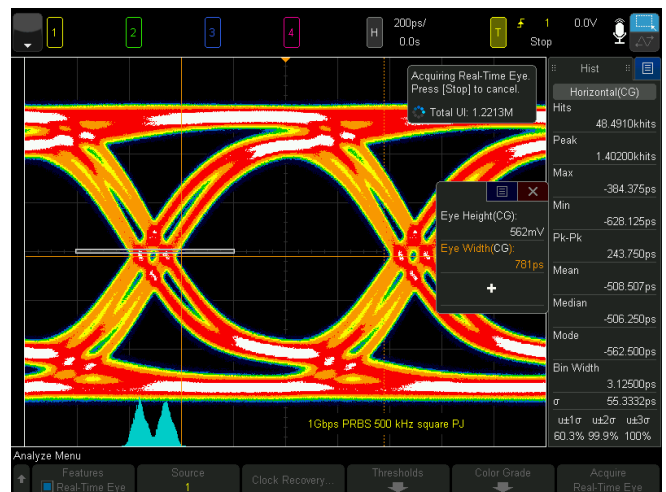 1
2
3
4
H
200ps/
0.0s
T
1
0.0V
Stop
Acquiring Real-Time Eye.
Press [Stop] to cancel.
Total UI: 1.2213M
Hist
Horizontal(CG)
Hits
48.4910khits
Peak
1.40200khits
Max
-384.375ps
Min
-628.125ps
Pk-Pk
243.750ps
Mean
-508.507ps
Median
-506.250ps
Mode
-562.500ps
Bin Width
3.12500ps
σ
55.3332ps
u±1σ u±2σ u±3σ
60.3% 99.9% 100%
Eye Height(CG):
562mV
Eye Width(CG):
781ps
1Gbps PRBS 500 kHz square PJ
Analyze Menu
Features
Real-Time Eye
Source
1
Clock Recovery...
Thresholds
Color Grade
Acquire
Real-Time Eye